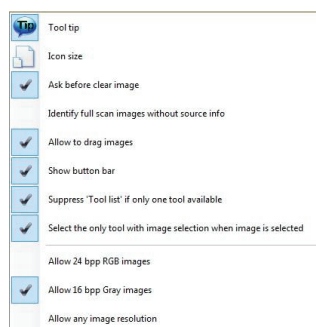 Tip Tool tip
Icon size
Ask before clear image
Identify full scan images without source info
Allow to drag images
Show button bar
Suppress 'Tool list' if only one tool available
Select the only tool with image selection when image is selected
Allow 24 bpp RGB images
Allow 16 bpp Gray images
Allow any image resolution